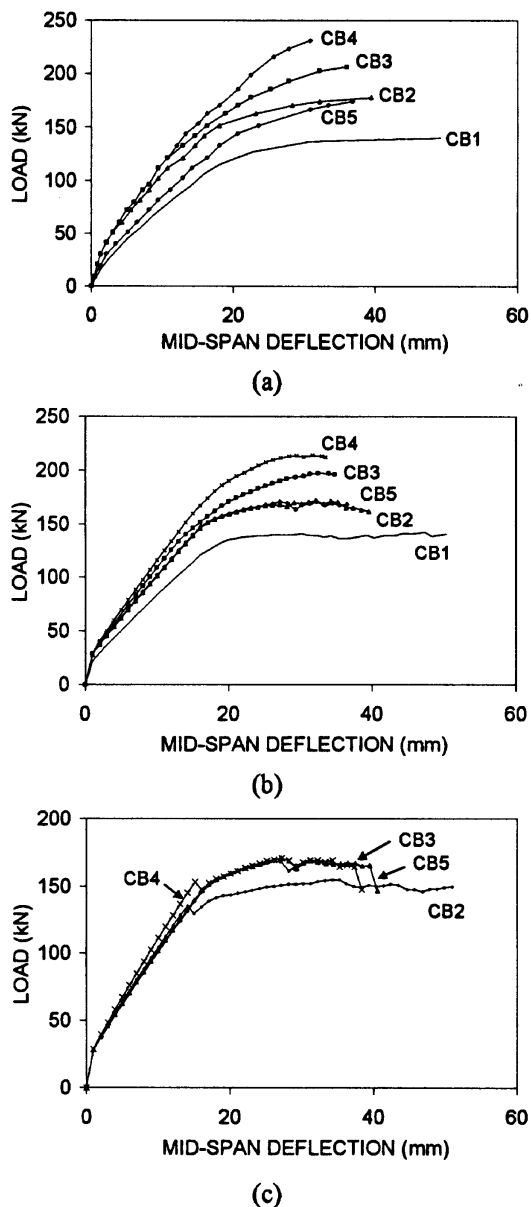 250
200
150
100
50
0
LOAD (kN)
CB4
CB3
CB2
CB5
CB1
0 20 40 60
MID-SPAN DEFLECTION (mm)
(a)
250
200
150
100
50
0
LOAD (kN)
CB4
CB3
CB5
CB2
CB1
0 20 40 60
MID-SPAN DEFLECTION (mm)
(b)
200
150
100
50
0
LOAD (kN)
CB4
CB3
CB5
CB2
0 20 40 60
MID-SPAN DEFLECTION (mm)
(c)